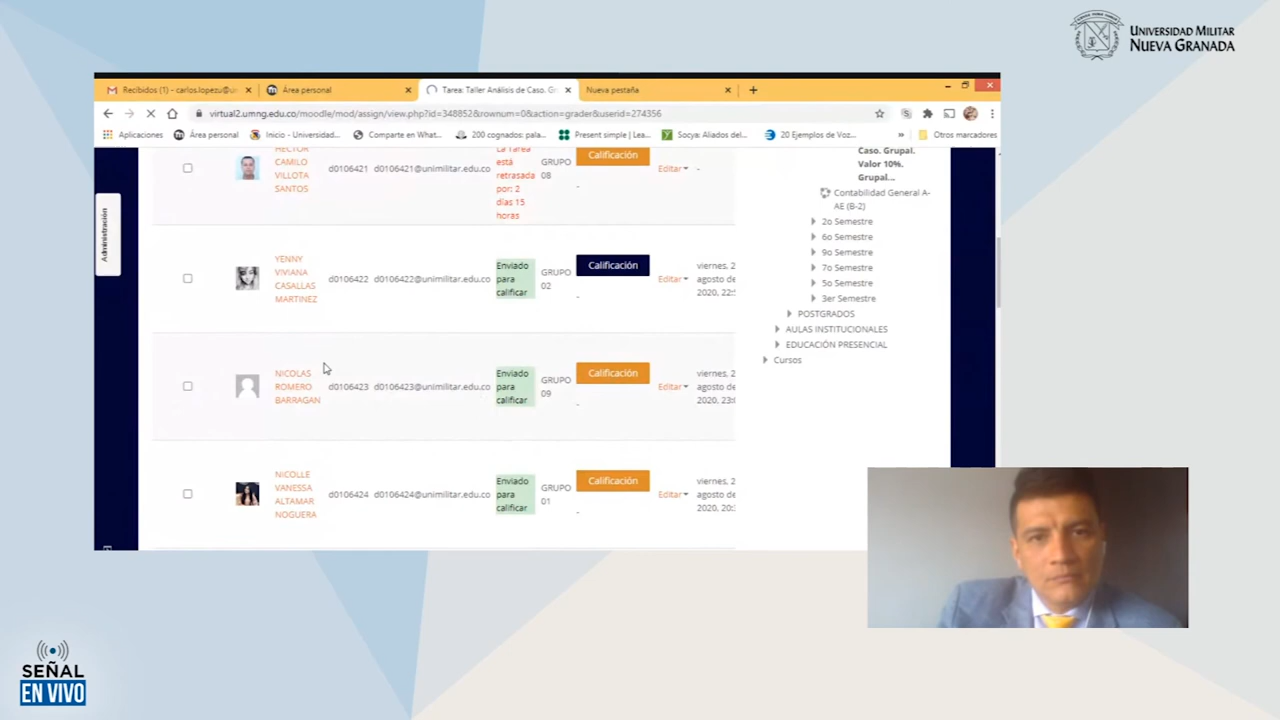 UNIVERSIDAD MILITAR
NUEVA GRANADA
Recibidos (1) - carlos.lopezu@u
Área personal
Tarea: Taller Análisis de Caso. Gr
Nueva pestaña
virtual2.umng.edu.co/moodle/mod/assign/view.php?id=348852&rownum=0&action=grader&userid=274356
Aplicaciones
Área personal
Inicio - Universidad...
Comparte en What...
200 cognados: pala...
Present simple | Lea...
Socya: Aliados del...
20 Ejemplos de Voz...
»
Otros marcadores
Administración
HECTOR
CAMILO
VILLOTA
SANTOS
d0106421
d0106421@unimilitar.edu.co
La Tarea
está
retrasada
por: 2
días 15
horas
GRUPO
08
Calificación
-
Editar
-
YENNY
VIVIANA
CASALLAS
MARTINEZ
d0106422
d0106422@unimilitar.edu.co
Enviado
para
calificar
GRUPO
02
Calificación
-
Editar
viernes, 2
agosto de
2020, 22:
NICOLAS
ROMERO
BARRAGAN
d0106423
d0106423@unimilitar.edu.co
Enviado
para
calificar
GRUPO
09
Calificación
-
Editar
viernes, 2
agosto de
2020, 23:
NICOLLE
VANESSA
ALTAMAR
NOGUERA
d0106424
d0106424@unimilitar.edu.co
Enviado
para
calificar
GRUPO
01
Calificación
-
Editar
viernes, 2
agosto de
2020, 20:
Caso. Grupal.
Valor 10%.
Grupal...
Contabilidad General A-
AE (B-2)
2o Semestre
6o Semestre
9o Semestre
7o Semestre
5o Semestre
3er Semestre
POSTGRADOS
AULAS INSTITUCIONALES
EDUCACIÓN PRESENCIAL
Cursos
SEÑAL
EN VIVO